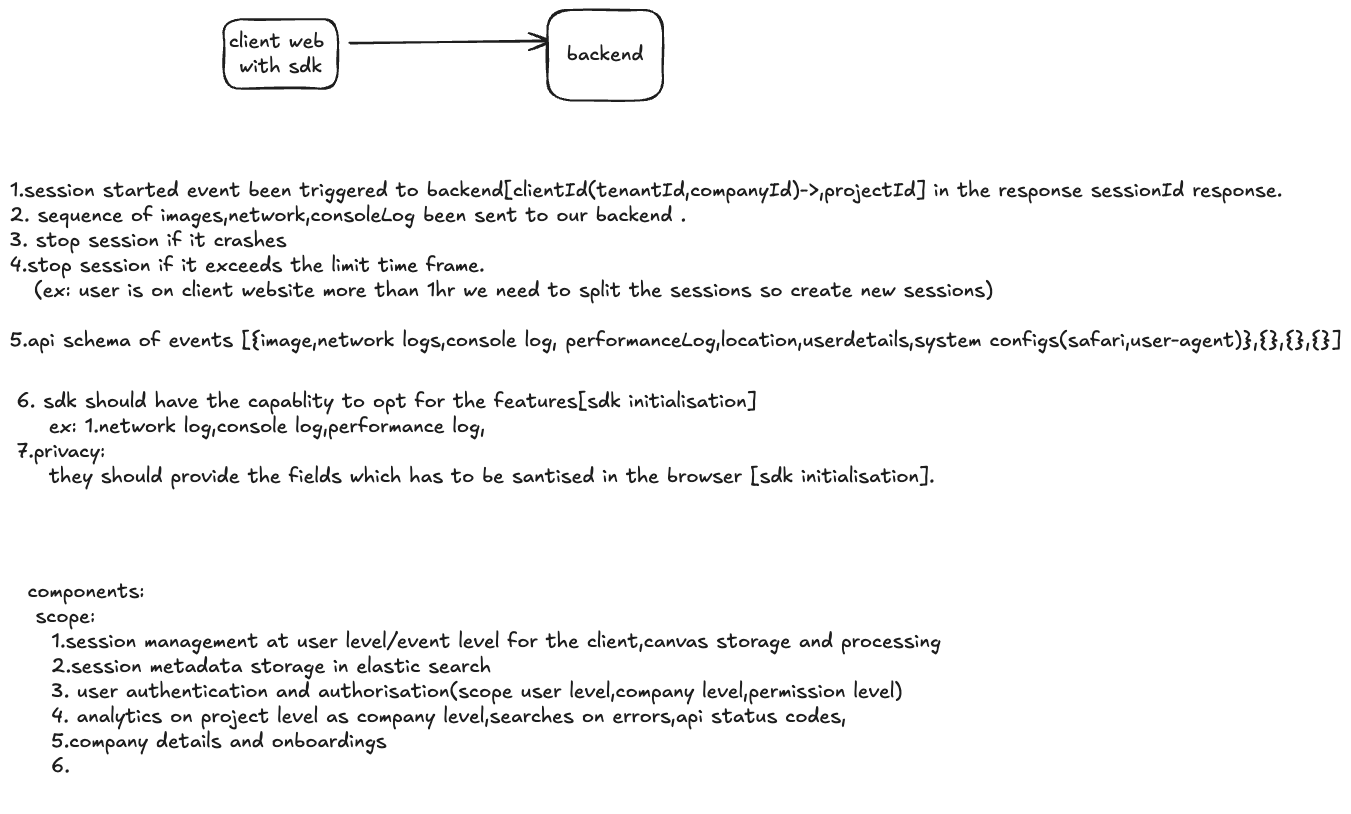 client web
with sdk
backend
1.session started event been triggered to backend[clientId(tenantId,companyId)->,projectId] in the response sessionId response.
2. sequence of images,network,consoleLog been sent to our backend .
3. stop session if it crashes
4.stop session if it exceeds the limit time frame.
(ex: user is on client website more than 1hr we need to split the sessions so create new sessions)
5.api schema of events [{image,network logs,console log, performanceLog,location,userdetails,system configs(safari,user-agent)},{},{},{}]
6. sdk should have the capablity to opt for the features[sdk initialisation]
ex: 1.network log,console log,performance log,
7.privacy:
they should provide the fields which has to be santised in the browser [sdk initialisation].
components:
scope:
1.session management at user level/event level for the client,canvas storage and processing
2.session metadata storage in elastic search
3. user authentication and authorisation(scope user level,company level,permission level)
4. analytics on project level as company level,searches on errors,api status codes,
5.company details and onboardings
6.